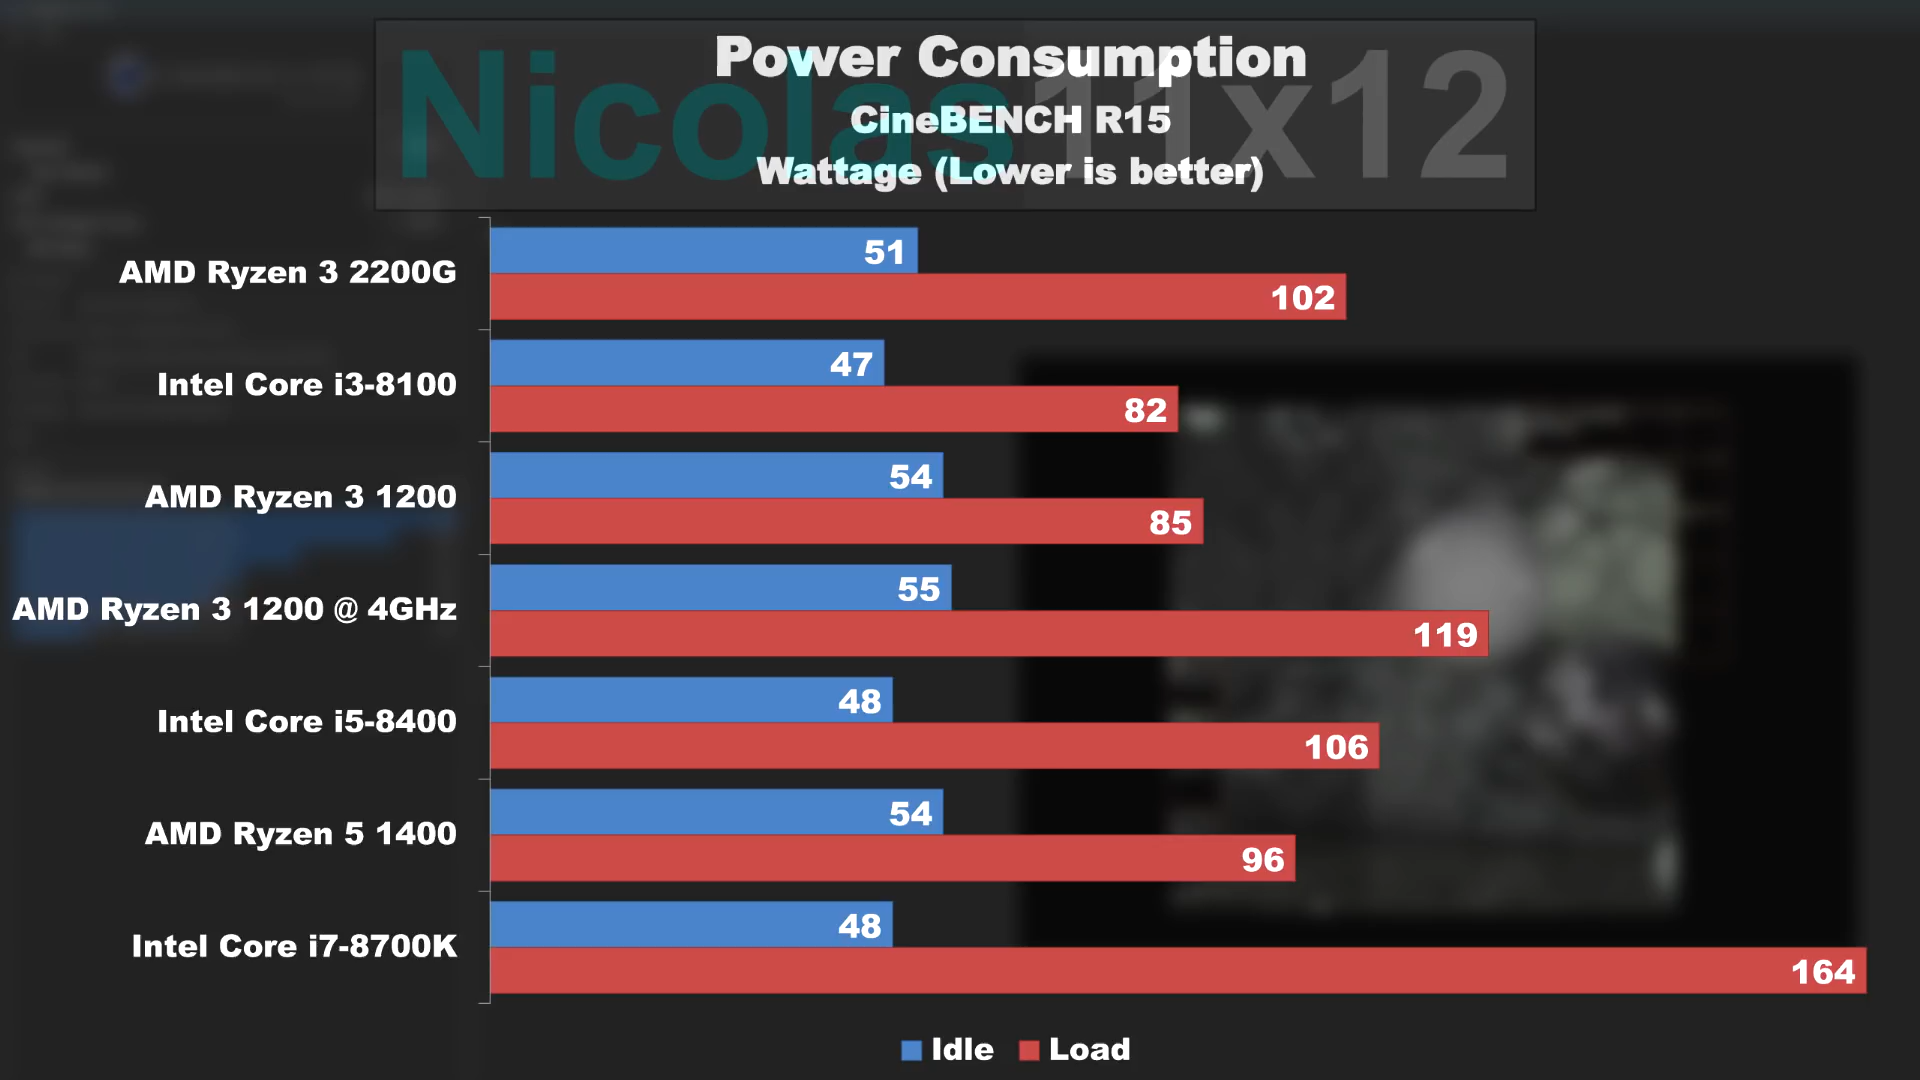 Nicolas11x12
Power Consumption
CineBENCH R15
Wattage (Lower is better)
AMD Ryzen 3 2200G
51
102
Intel Core i3-8100
47
82
AMD Ryzen 3 1200
54
85
AMD Ryzen 3 1200 @ 4GHz
55
119
Intel Core i5-8400
48
106
AMD Ryzen 5 1400
54
96
Intel Core i7-8700K
48
164
Idle
Load